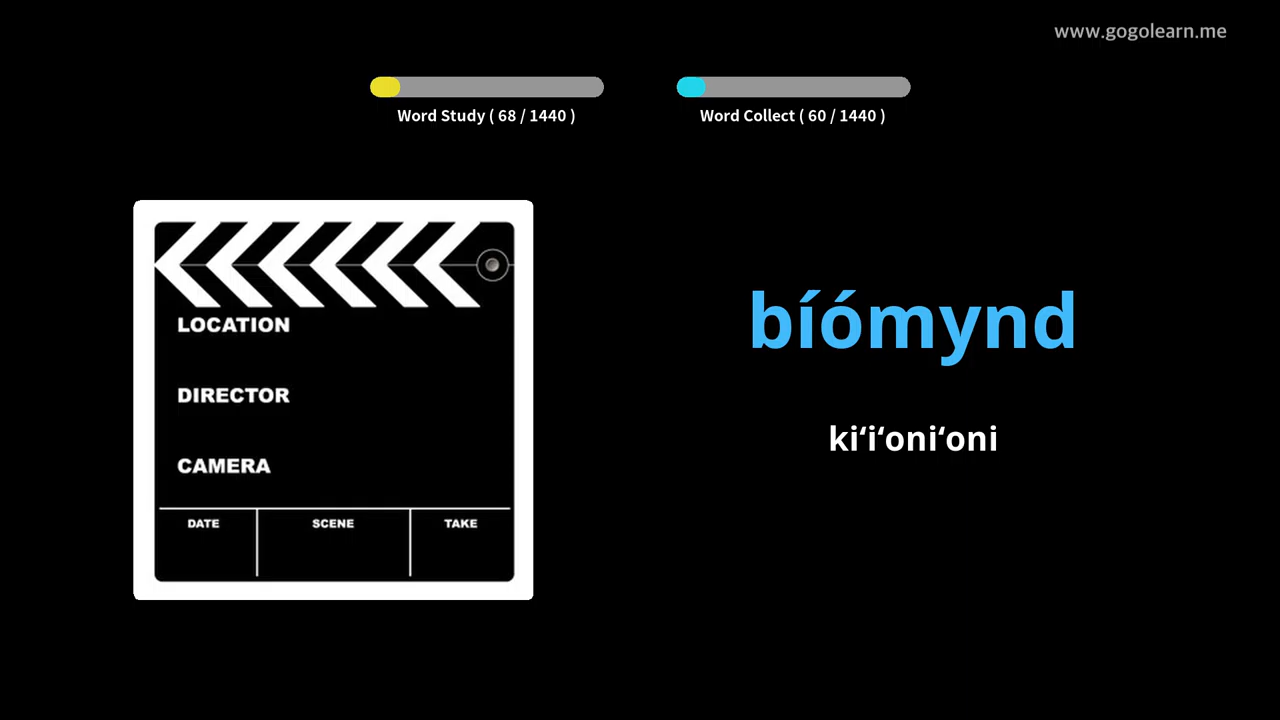 www.gogolearn.me
Word Study ( 68 / 1440 )
Word Collect ( 60 / 1440 )
LOCATION
DIRECTOR
CAMERA
DATE
SCENE
TAKE
bíómynd
kiʻiʻoniʻoni